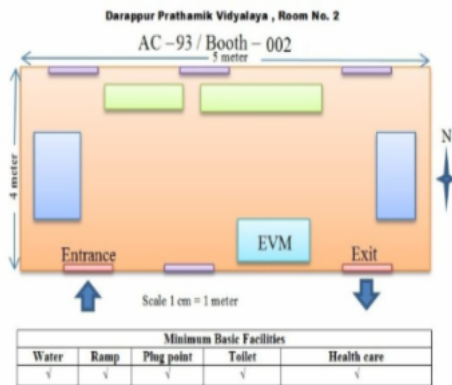 Darappur Prathamik Vidyalaya , Room No. 2
AC –93 / Booth – 002
5 meter
4 meter
N
EVM
Entrance
Exit
Scale 1 cm = 1 meter
Minimum Basic Facilities
Water Ramp Plug point Toilet Health care
√ √ √ √ √